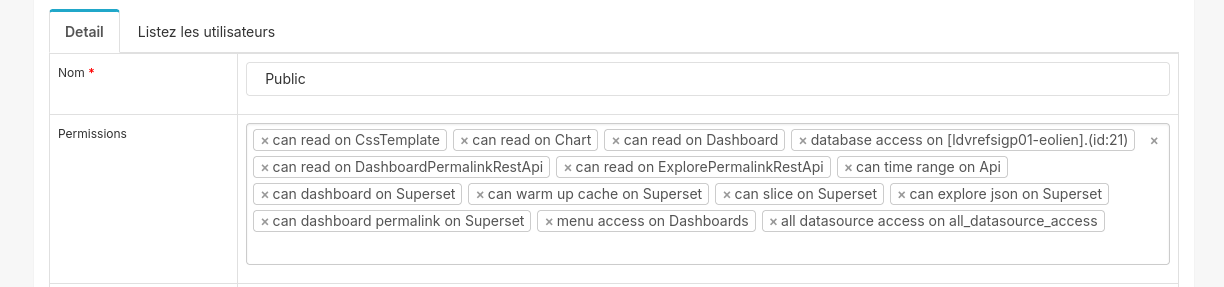 Detail Listez les utilisateurs
Nom *
Public
Permissions
× can read on CssTemplate × can read on Chart × can read on Dashboard × database access on [ldvrefsigp01-eolien].(id:21) ×
× can read on DashboardPermalinkRestApi × can read on ExplorePermalinkRestApi × can time range on Api
× can dashboard on Superset × can warm up cache on Superset × can slice on Superset × can explore json on Superset
× can dashboard permalink on Superset × menu access on Dashboards × all datasource access on all_datasource_access